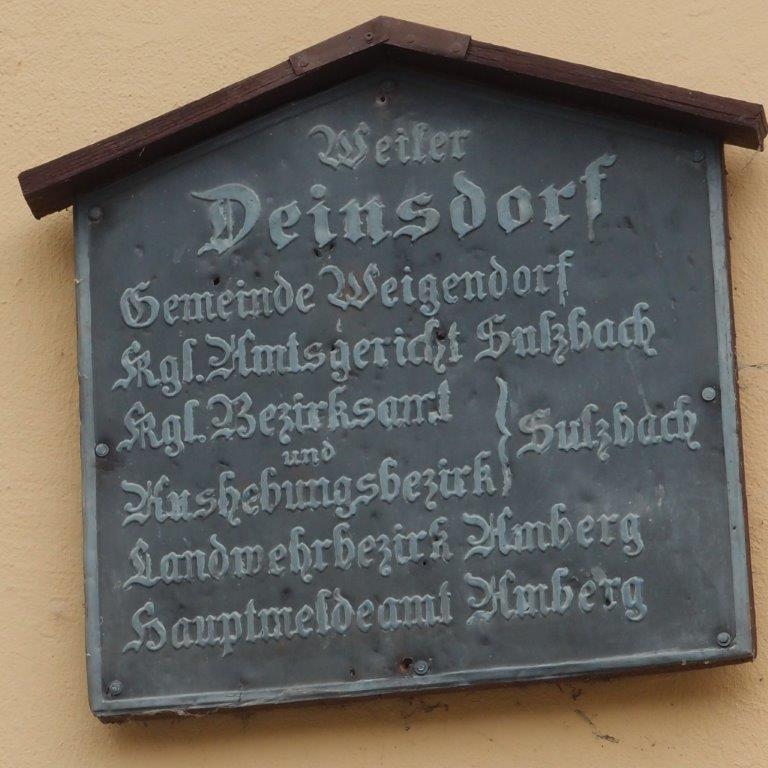 Weiler
Deinsdorf
Gemeinde Weigendorf
Kgl. Amtsgericht Sulzbach
Kgl. Bezirksamt
und
Aushebungsbezirk } Sulzbach
Landwehrbezirk Amberg
Hauptmeldeamt Amberg